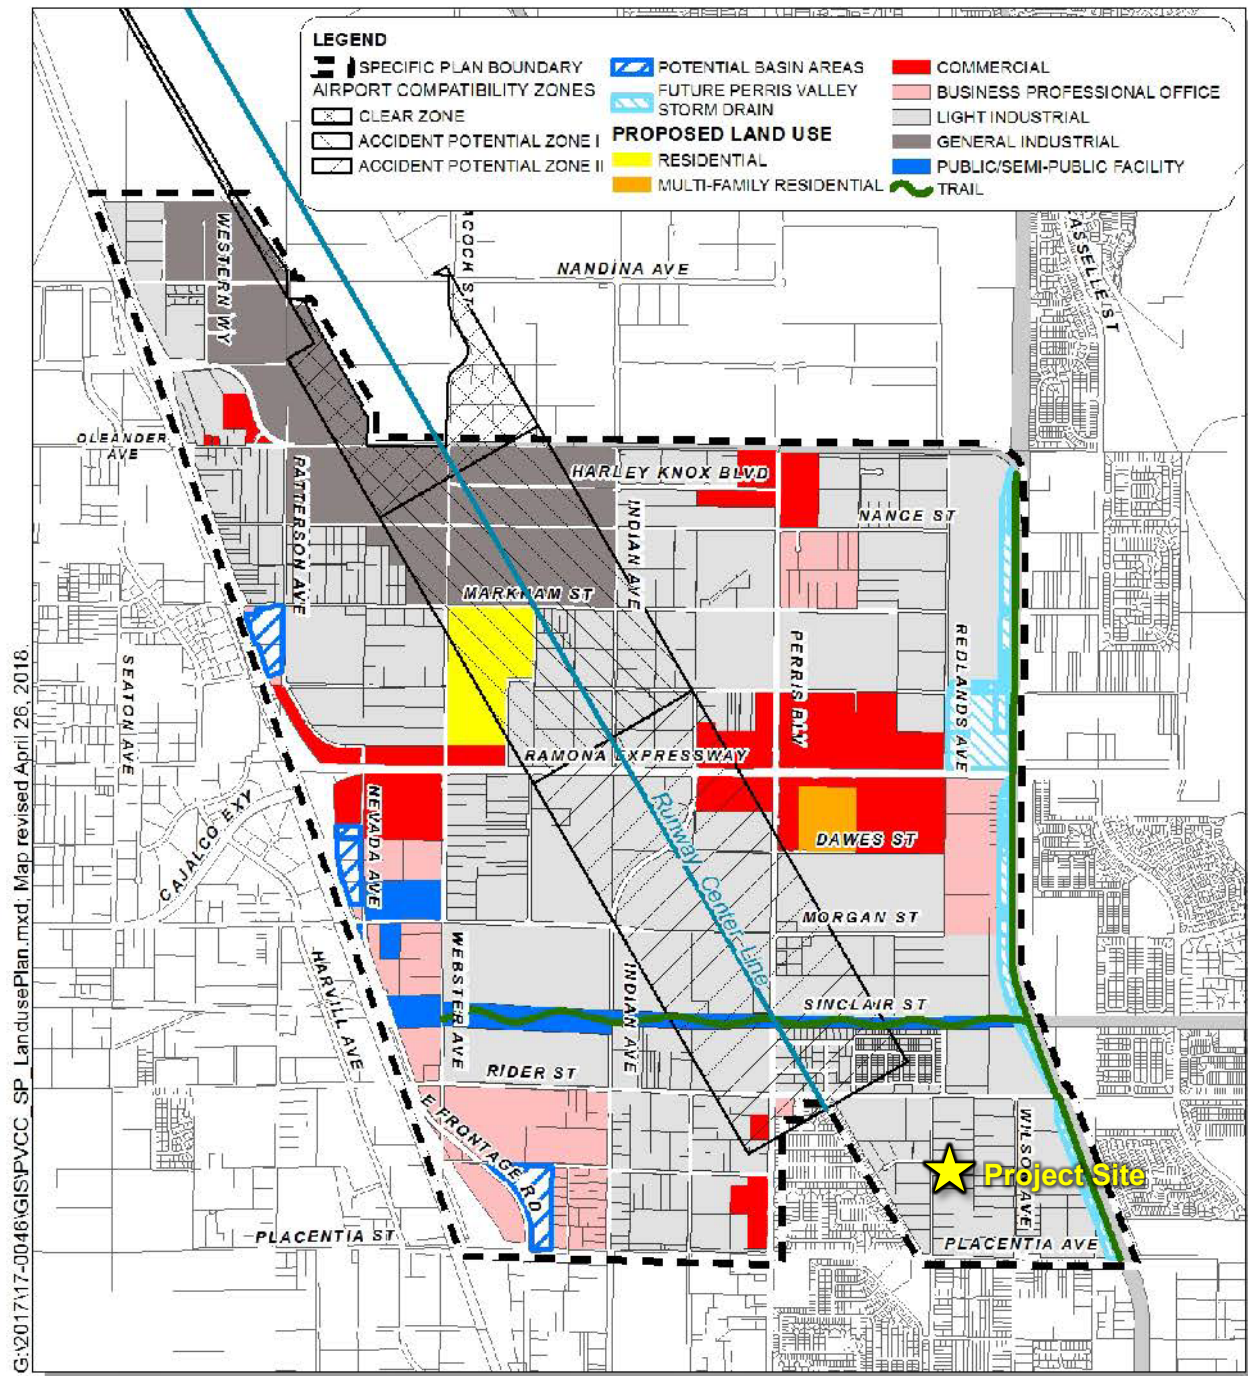 LEGEND
SPECIFIC PLAN BOUNDARY
AIRPORT COMPATIBILITY ZONES
CLEAR ZONE
ACCIDENT POTENTIAL ZONE I
ACCIDENT POTENTIAL ZONE II
POTENTIAL BASIN AREAS
FUTURE PERRIS VALLEY
STORM DRAIN
PROPOSED LAND USE
RESIDENTIAL
MULTI-FAMILY RESIDENTIAL
COMMERCIAL
BUSINESS PROFESSIONAL OFFICE
LIGHT INDUSTRIAL
GENERAL INDUSTRIAL
PUBLIC/SEMI-PUBLIC FACILITY
TRAIL
WESTERN WY
NANDINA AVE
OLEANDER
AVE
PATTERSON AVE
HARLEY KNOX BLVD
INDIAN AVE
NANCE ST
MARKHAM ST
SEATON AVE
PERRIS BLV
REDLANDS AVE
RAMONA EXPRESSWAY
CAJALCO EXY
NEVADA AVE
Runway Center Line
DAWES ST
MORGAN ST
HARVILL AVE
WEBSTER AVE
INDIAN AVE
SINCLAIR ST
RIDER ST
E FRONTAGE RD
WILSON AVE
Project Site
PLACENTIA ST
PLACENTIA AVE
G:\2017\17-0046\GIS\PVCC_SP_LandusePlan.mxd; Map revised April 26, 2018.